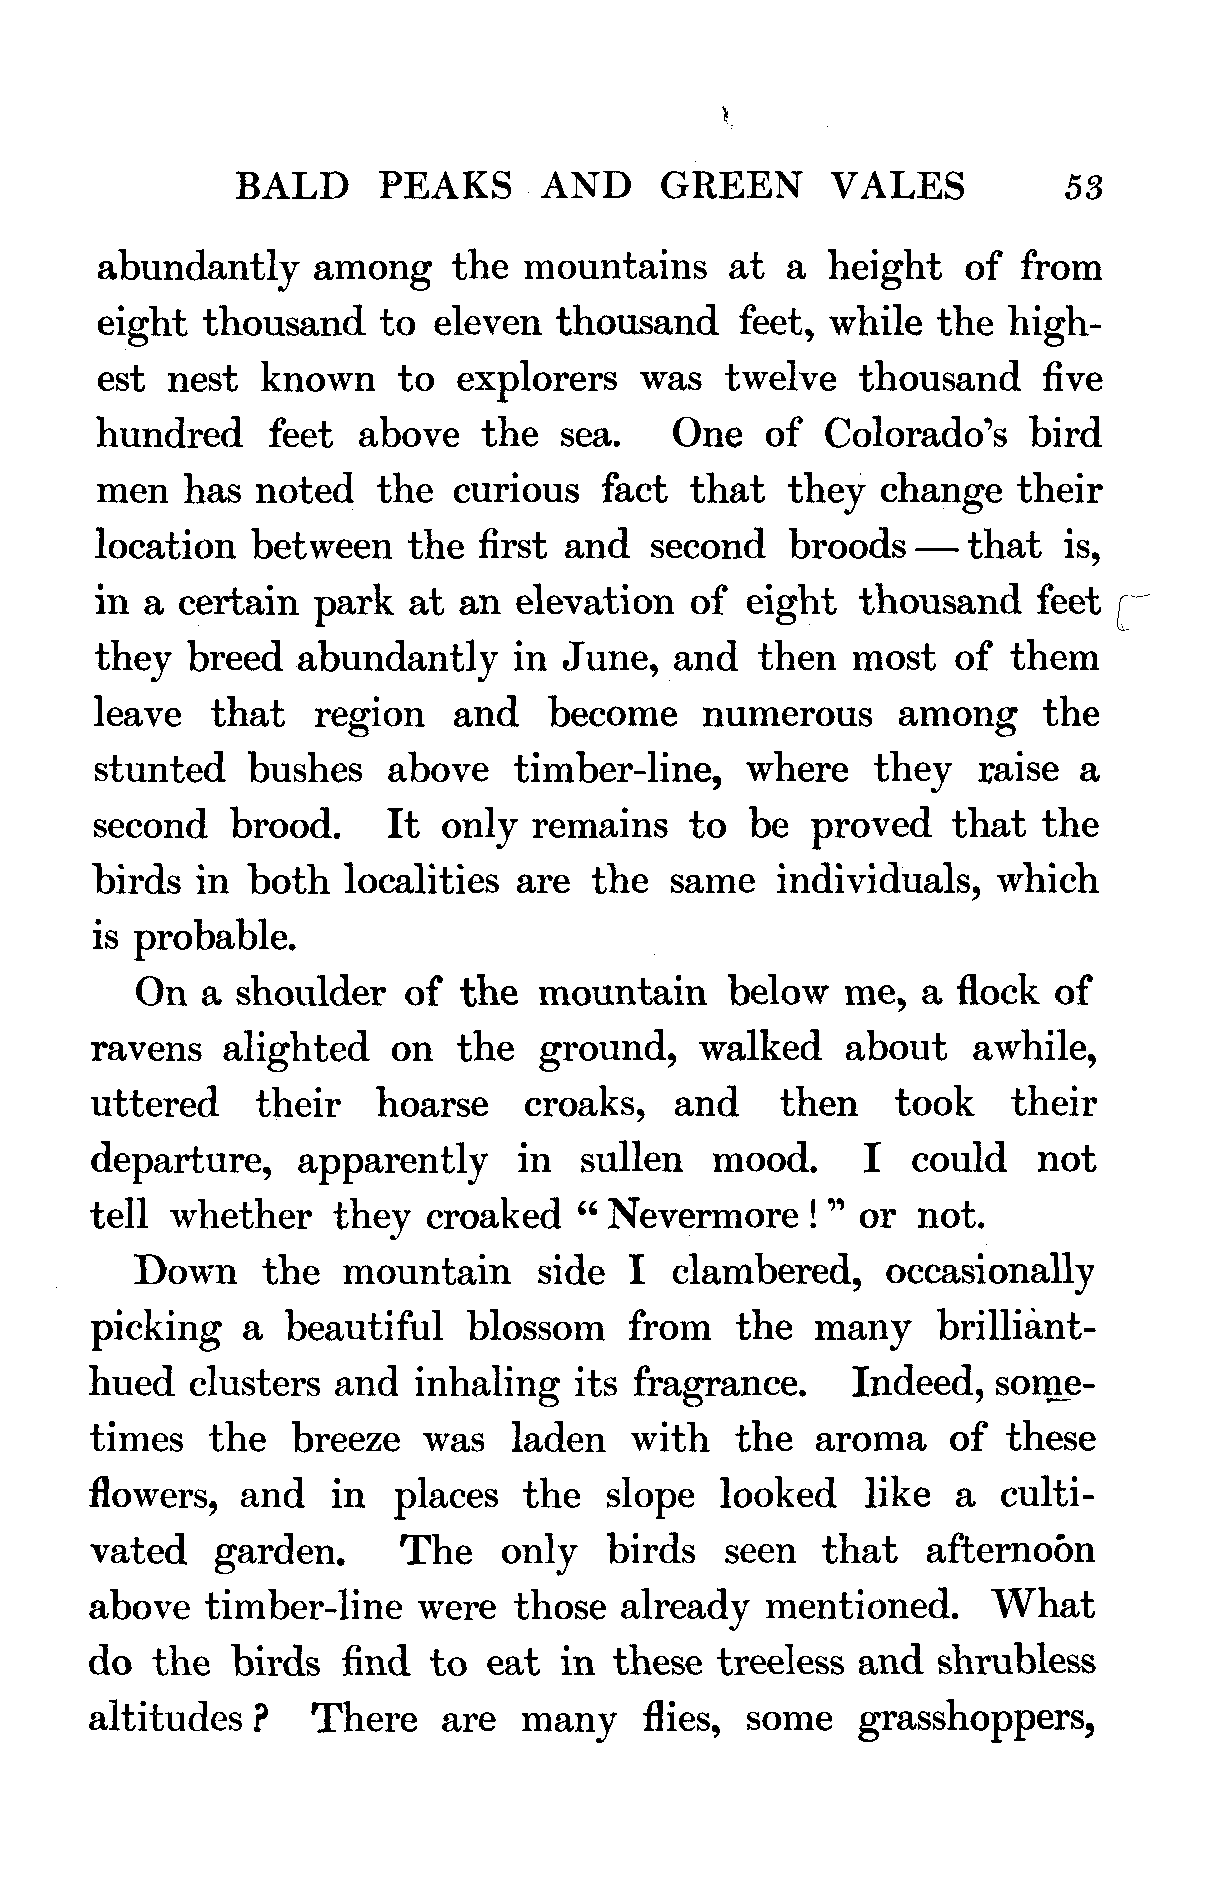 BALD PEAKS AND GREEN VALES 53
abundantly among the mountains at a height of from
eight thousand to eleven thousand feet, while the high-
est nest known to explorers was twelve thousand five
hundred feet above the sea. One of Colorado's bird
men has noted the curious fact that they change their
location between the first and second broods — that is,
in a certain park at an elevation of eight thousand feet
they breed abundantly in June, and then most of them
leave that region and become numerous among the
stunted bushes above timber-line, where they raise a
second brood. It only remains to be proved that the
birds in both localities are the same individuals, which
is probable.
On a shoulder of the mountain below me, a flock of
ravens alighted on the ground, walked about awhile,
uttered their hoarse croaks, and then took their
departure, apparently in sullen mood. I could not
tell whether they croaked “ Nevermore ! ” or not.
Down the mountain side I clambered, occasionally
picking a beautiful blossom from the many brilliant-
hued clusters and inhaling its fragrance. Indeed, some-
times the breeze was laden with the aroma of these
flowers, and in places the slope looked like a culti-
vated garden. The only birds seen that afternoon
above timber-line were those already mentioned. What
do the birds find to eat in these treeless and shrubless
altitudes ? There are many flies, some grasshoppers,